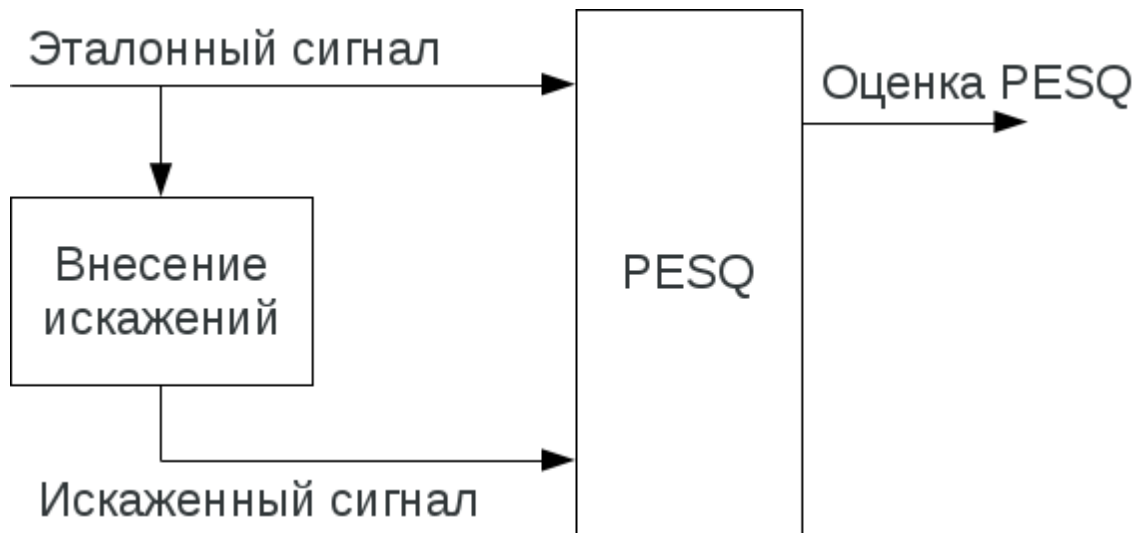 Эталонный сигнал
Оценка PESQ
Внесение
искажений
PESQ
Искаженный сигнал